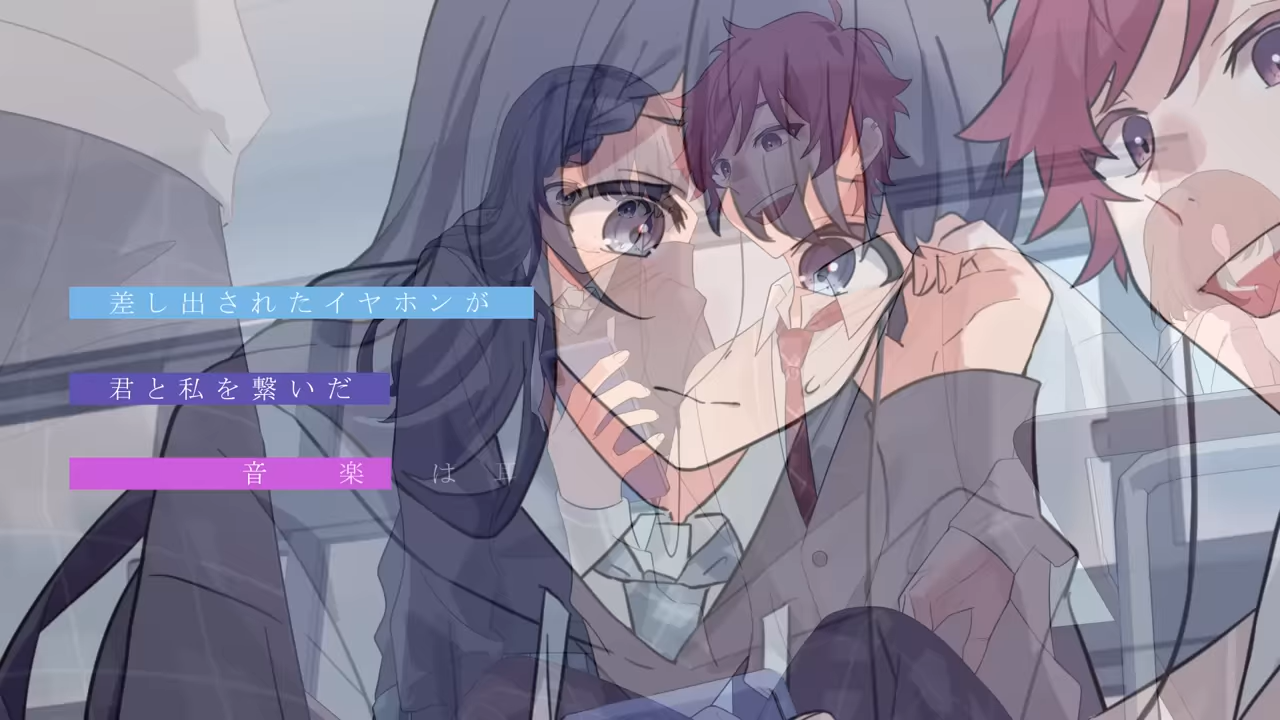 差し出されたイヤホンが
君と私を繋いだ
音楽は耳